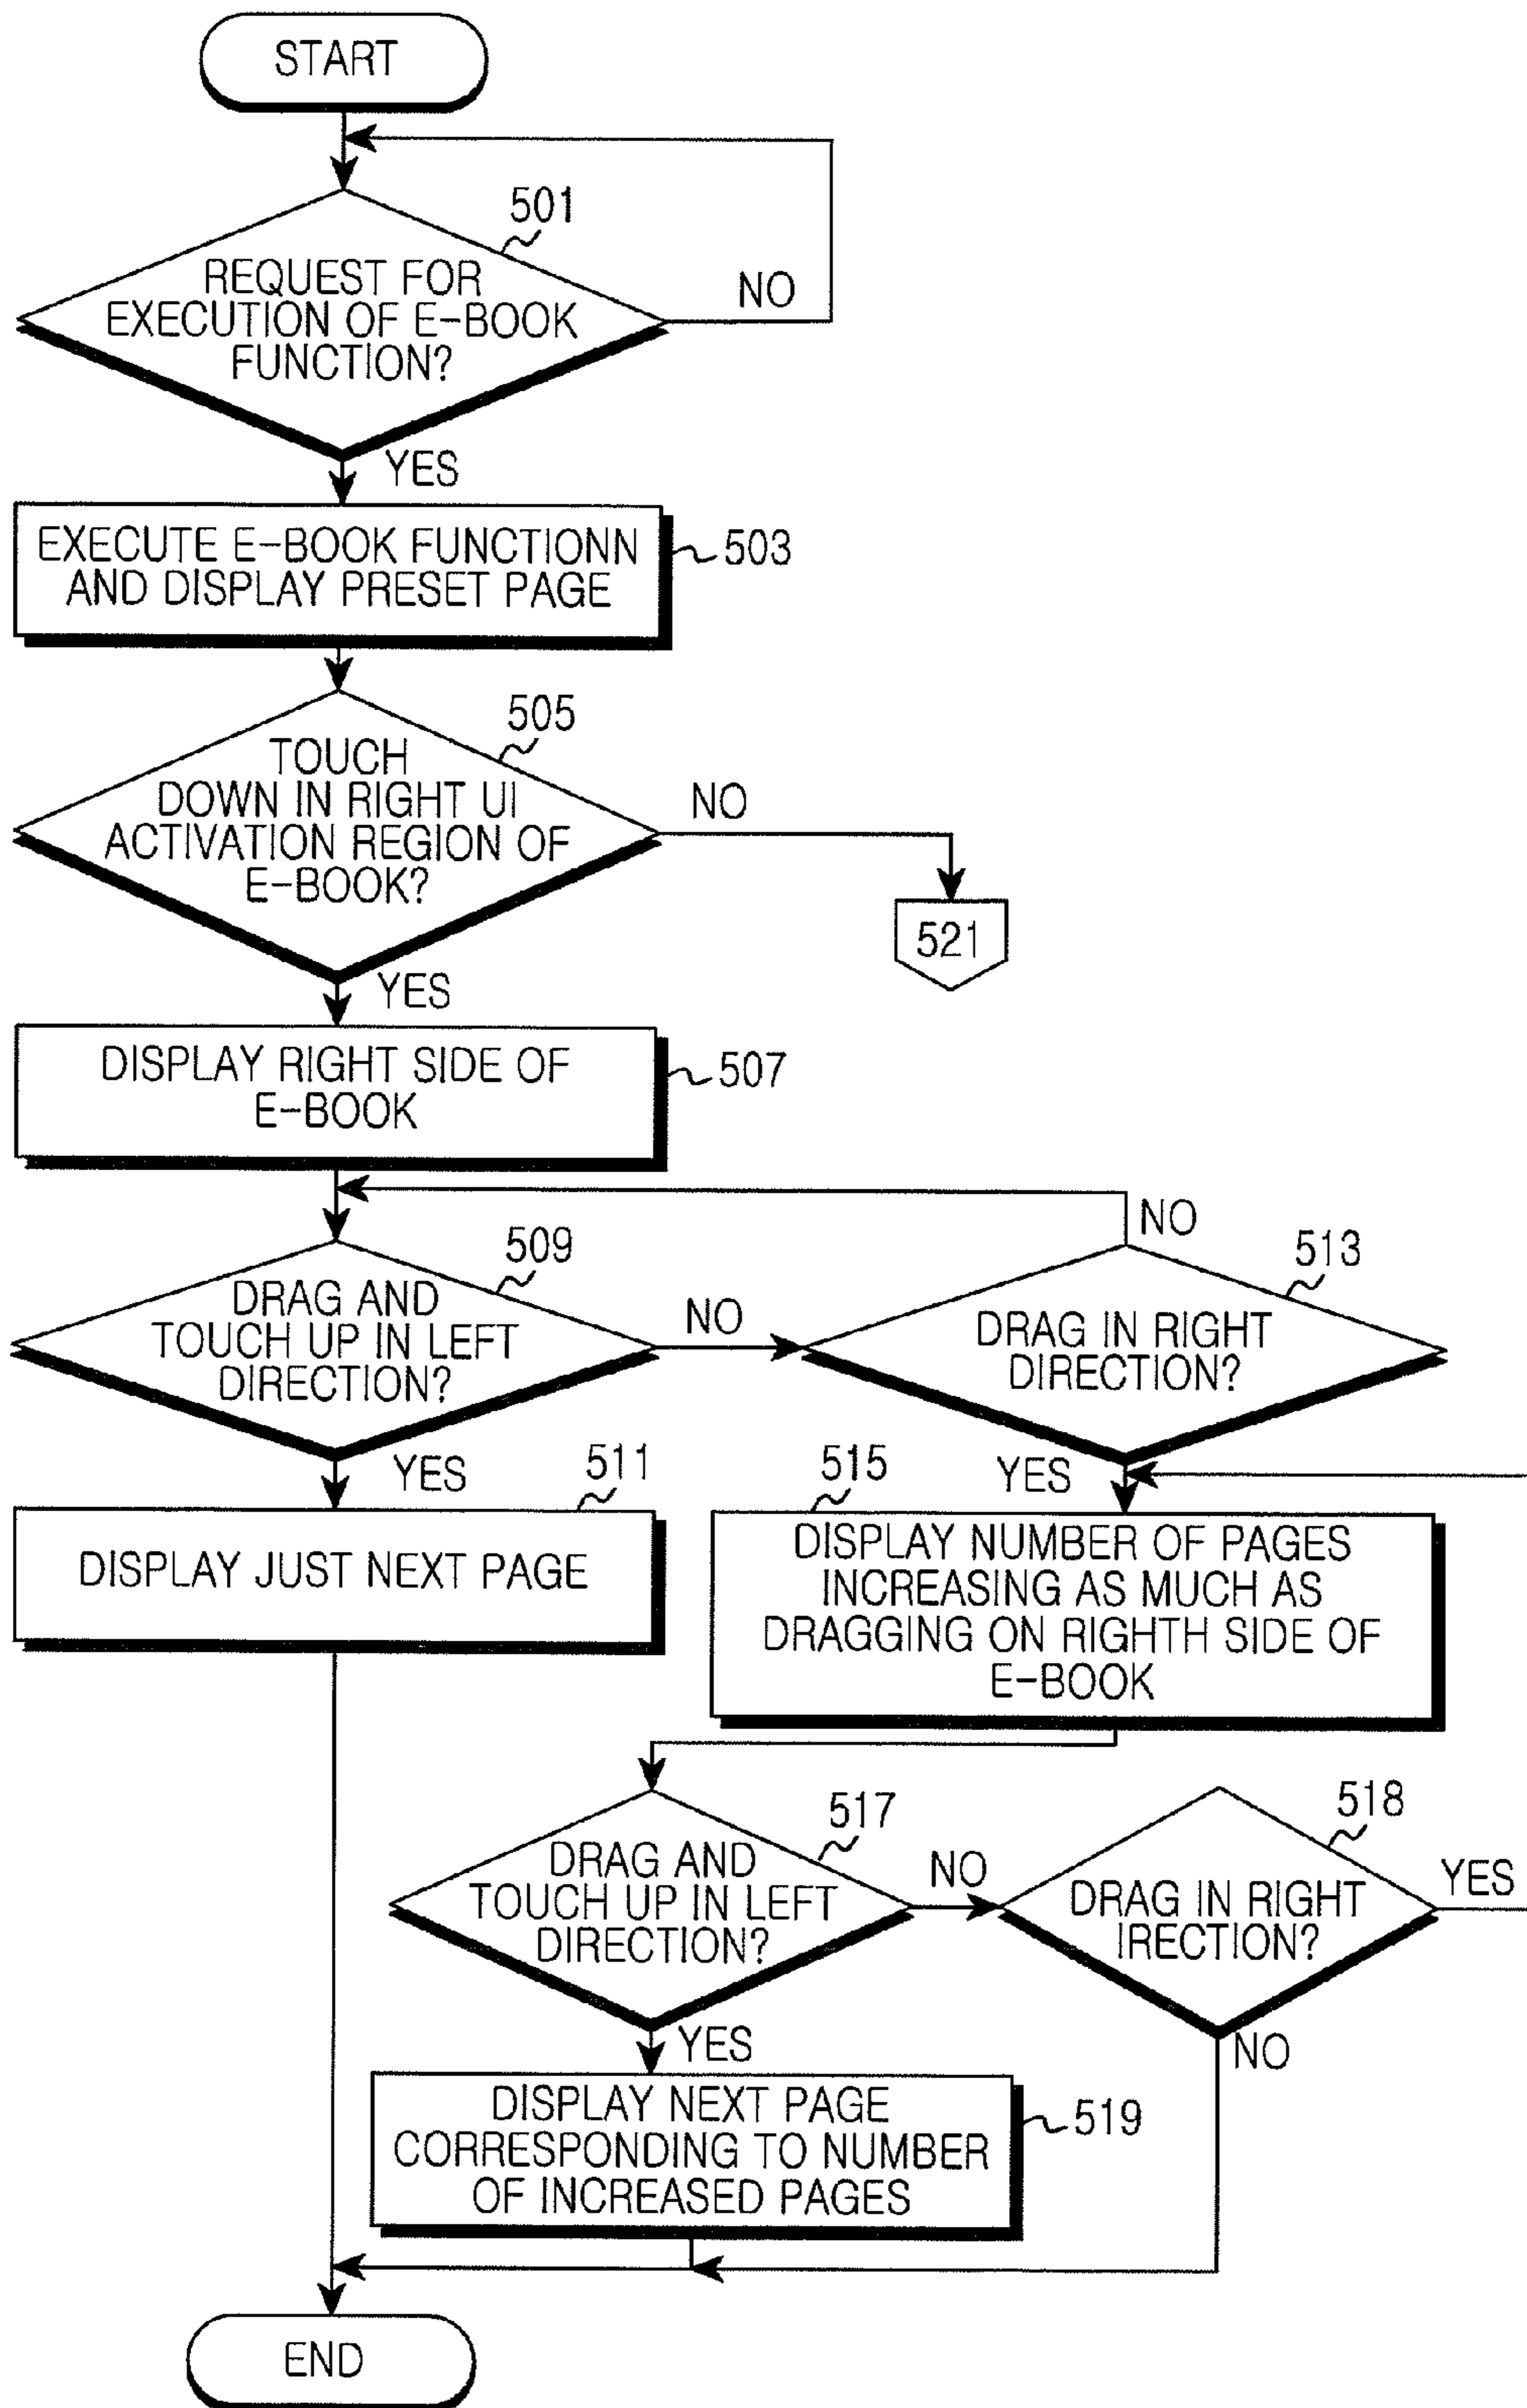 START
501
REQUEST FOR
EXECUTION OF E-BOOK
FUNCTION?
NO
YES
EXECUTE E-BOOK FUNCTIONN
AND DISPLAY PRESET PAGE
503
505
TOUCH
DOWN IN RIGHT UI
ACTIVATION REGION OF
E-BOOK?
NO
521
YES
DISPLAY RIGHT SIDE OF
E-BOOK
507
NO
509
DRAG AND
TOUCH UP IN LEFT
DIRECTION?
NO
513
DRAG IN RIGHT
DIRECTION?
YES
511
DISPLAY JUST NEXT PAGE
515
YES
DISPLAY NUMBER OF PAGES
INCREASING AS MUCH AS
DRAGGING ON RIGHTH SIDE OF
E-BOOK
517
DRAG AND
TOUCH UP IN LEFT
DIRECTION?
NO
518
DRAG IN RIGHT
IRECTION?
YES
YES
NO
DISPLAY NEXT PAGE
CORRESPONDING TO NUMBER
OF INCREASED PAGES
519
END